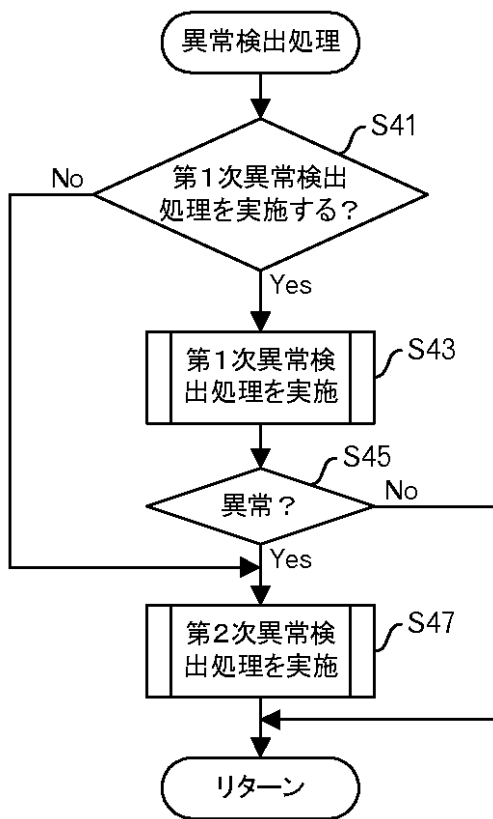 異常検出処理
S41
No
第1次異常検出
処理を実施する?
Yes
第1次異常検
出処理を実施
S43
S45
異常?
No
Yes
第2次異常検
出処理を実施
S47
リターン